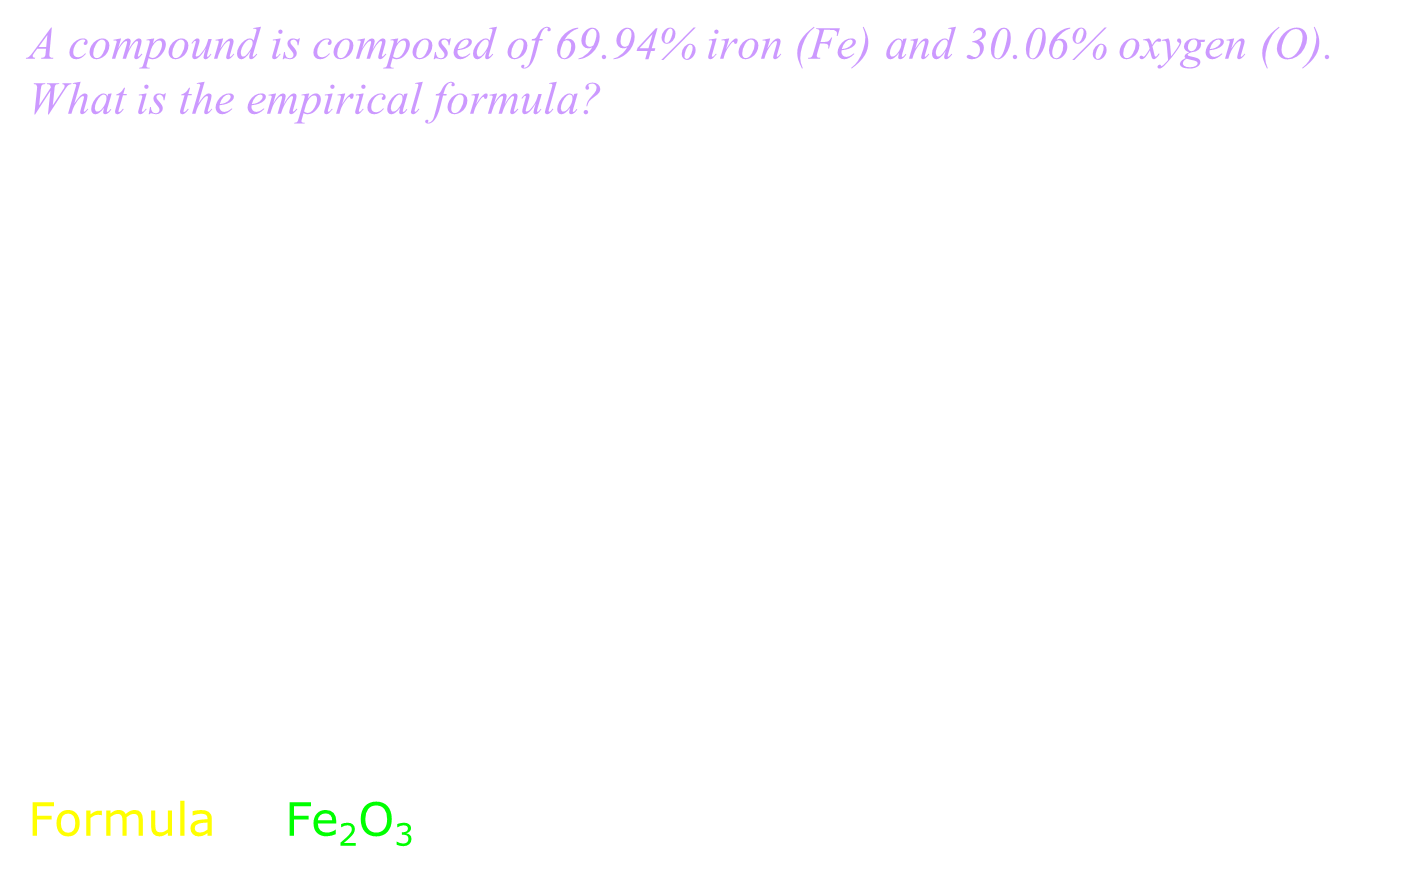 A compound is composed of 69.94% iron (Fe) and 30.06% oxygen (O).
What is the empirical formula?
Formula Fe₂O₃